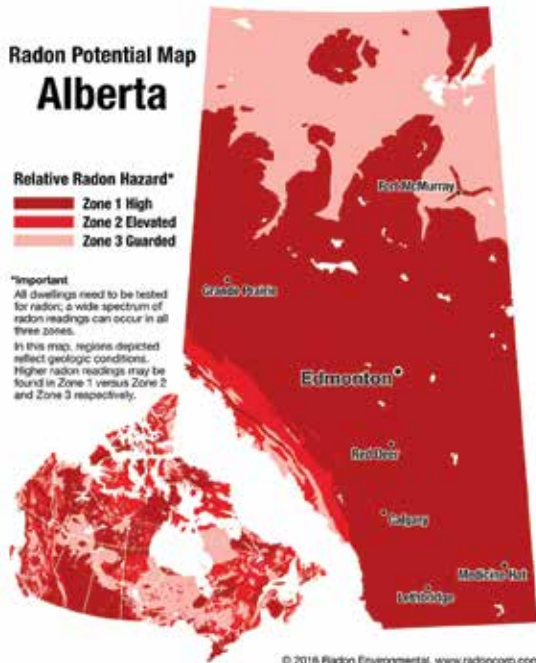 Radon Potential Map
Alberta
Relative Radon Hazard*
Zone 1 High
Zone 2 Elevated
Zone 3 Guarded
*Important
All dwellings need to be tested
for radon; a wide spectrum of
radon readings can occur in all
three zones.
In this map, regions depicted
reflect geologic conditions.
Higher radon readings may be
found in Zone 1 versus Zone 2
and Zone 3 respectively.
Fort McMurray
Grande Prairie
Edmonton
Red Deer
Calgary
Medicine Hat
Lethbridge
© 2016 Radon Environmental, www.radoncorp.com